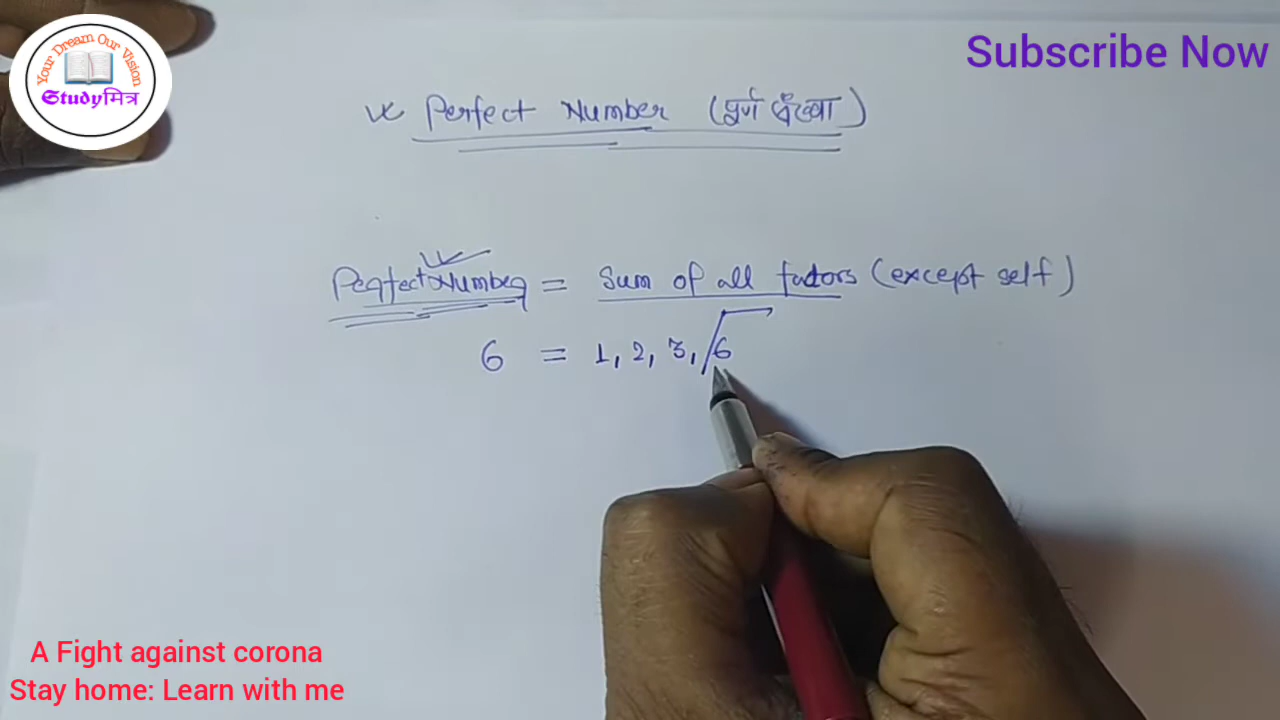 Your Dream Our Vision
Studyमित्र
Subscribe Now
Perfect Number (पूर्ण संख्या)
Perfect Number = Sum of all factors (except self)
6 = 1, 2, 3, 6
A Fight against corona
Stay home: Learn with me